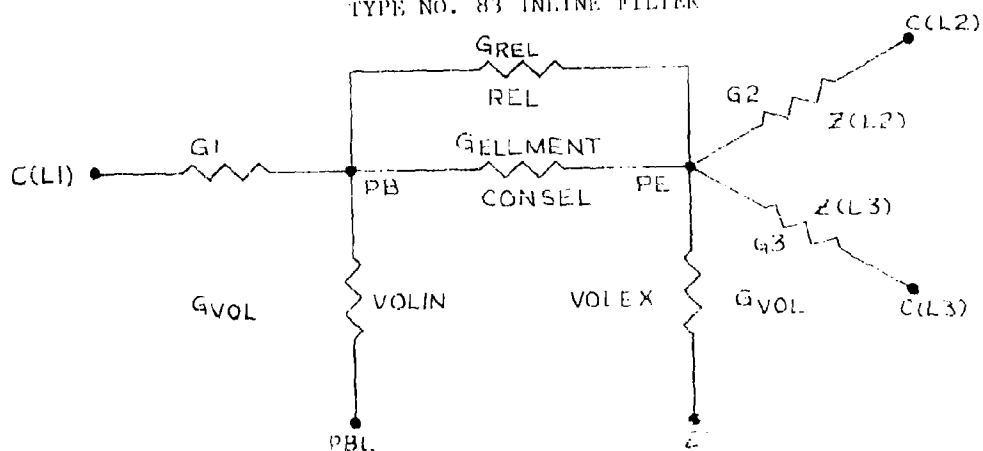 TYPE NO. 83 INLINE FILTER
C(L2)
GREL
REL
G2
Z(L2)
G1
GELLMENT
C(L1)
PB
CONSEL
PE
Z(L3)
G3
GVOL
VOLIN
VOLEX
GVOL
C(L3)
PBL